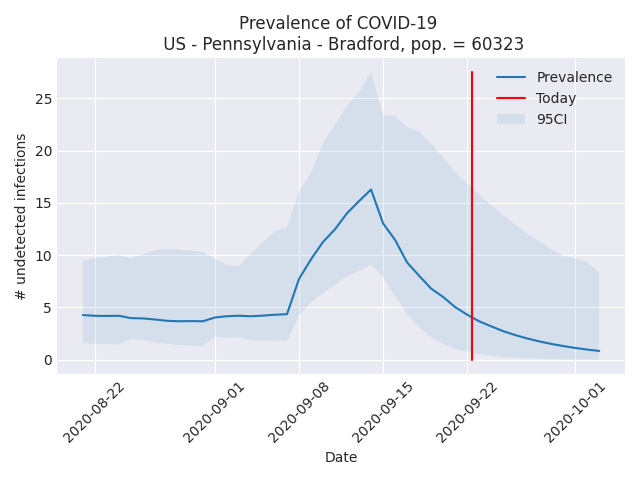 Prevalence of COVID-19
US - Pennsylvania - Bradford, pop. = 60323
Prevalence
Today
95CI
# undetected infections
25
20
15
10
5
0
2020-08-22
2020-09-01
2020-09-08
2020-09-15
2020-09-22
2020-10-01
Date